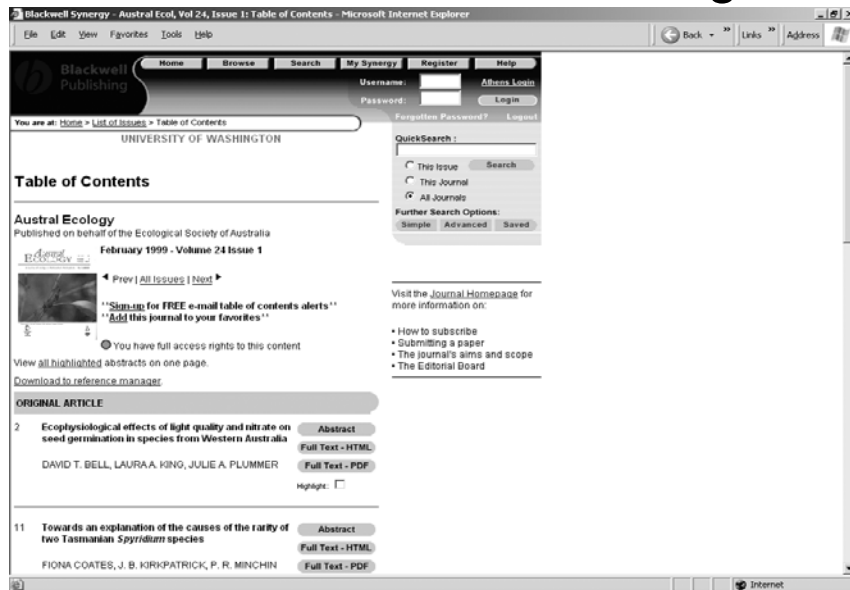 Blackwell Synergy - Austral Ecol, Vol 24, Issue 1: Table of Contents - Microsoft Internet Explorer
File Edit View Favorites Tools Help
Back Links Address
Home Browse Search My Synergy Register Help
Blackwell
Publishing
Username: Athens Login
Password: Login
Forgotten Password? Logout
You are at: Home > List of Issues > Table of Contents
UNIVERSITY OF WASHINGTON
QuickSearch :
This Issue Search
This Journal
All Journals
Further Search Options:
Simple Advanced Saved
Table of Contents
Austral Ecology
Published on behalf of the Ecological Society of Australia
February 1999 - Volume 24 Issue 1
Prev | All Issues | Next
**Sign-up for FREE e-mail table of contents alerts**
**Add this journal to your favorites**
You have full access rights to this content
View all highlighted abstracts on one page.
Download to reference manager.
Visit the Journal Homepage for
more information on:
• How to subscribe
• Submitting a paper
• The journal's aims and scope
• The Editorial Board
ORIGINAL ARTICLE
2 Ecophysiological effects of light quality and nitrate on
seed germination in species from Western Australia
DAVID T. BELL, LAURA A. KING, JULIE A. PLUMMER
Abstract
Full Text - HTML
Full Text - PDF
Highlight:
11 Towards an explanation of the causes of the rarity of
two Tasmanian Spyridium species
FIONA COATES, J. B. KIRKPATRICK, P. R. MINCHIN
Abstract
Full Text - HTML
Full Text - PDF
Internet